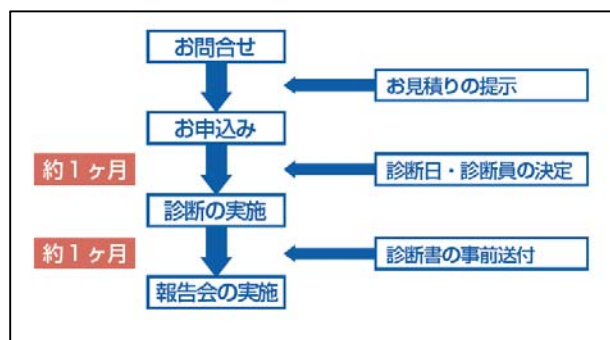 お問合せ
お見積りの提示
お申込み
約１ヶ月
診断日・診断員の決定
診断の実施
約１ヶ月
診断書の事前送付
報告会の実施